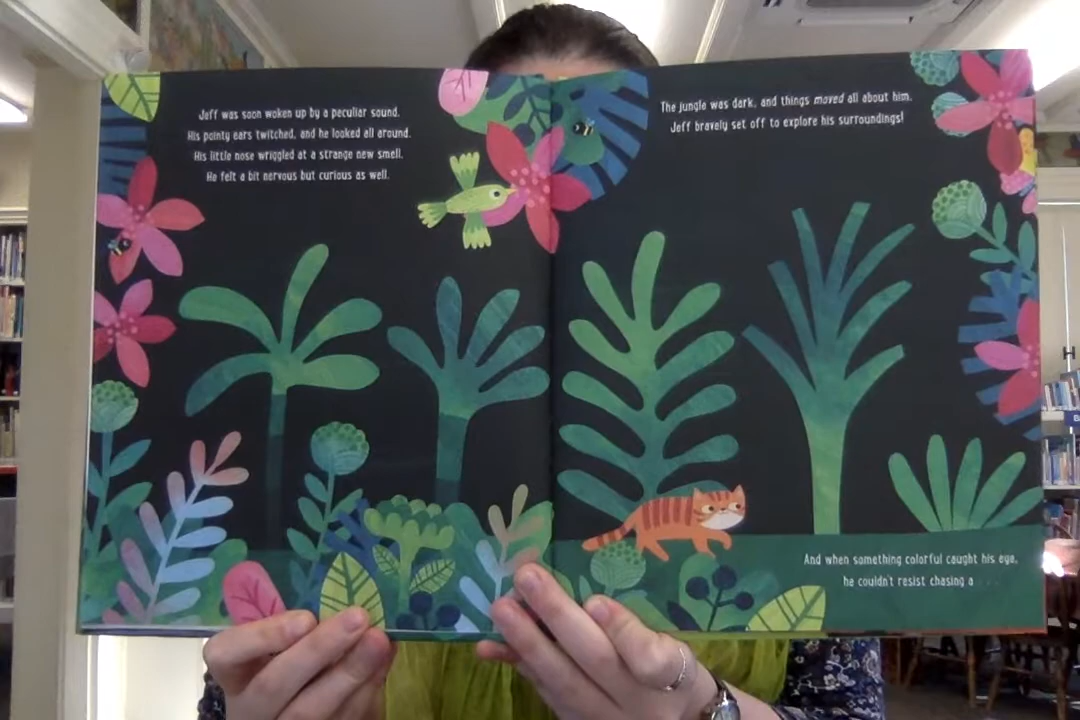 Jeff was soon woken up by a peculiar sound.
His pointy ears twitched, and he looked all around.
His little nose wriggled at a strange new smell.
He felt a bit nervous but curious as well.
The jungle was dark, and things moved all about him.
Jeff bravely set off to explore his surroundings!
And when something colorful caught his eye,
he couldn't resist chasing a